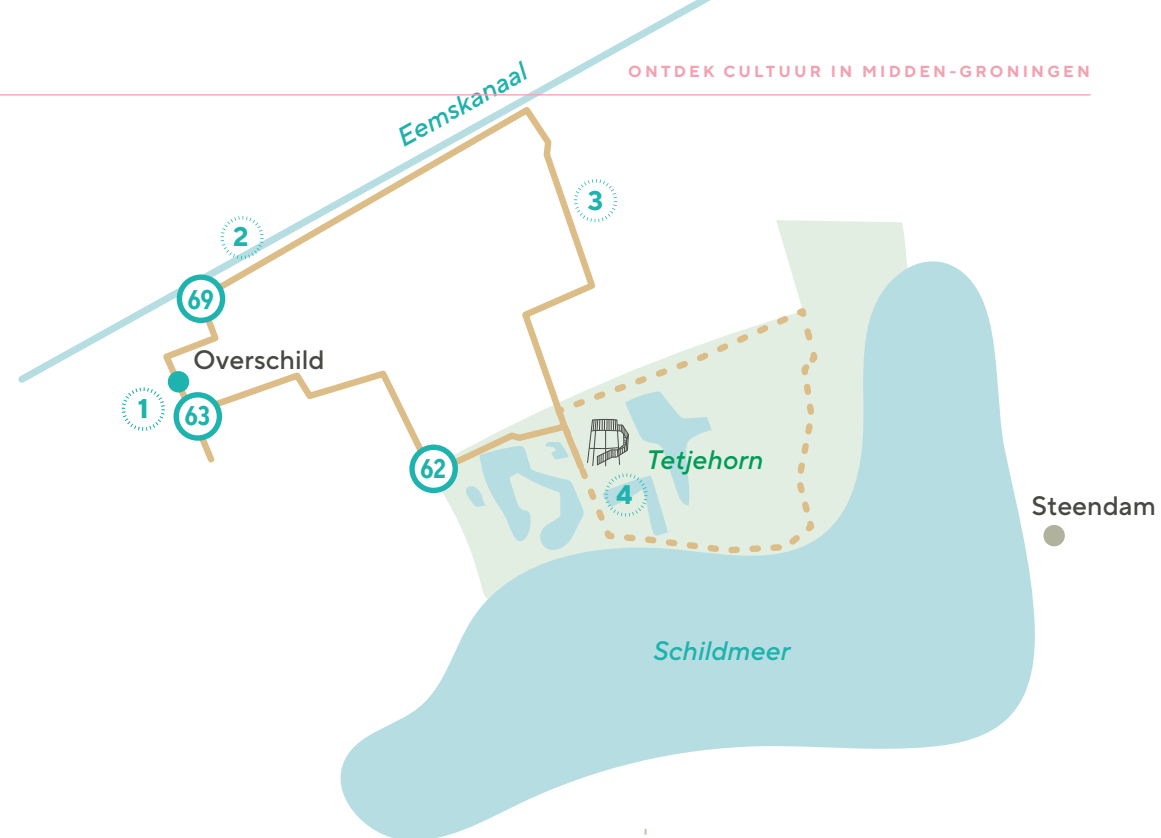 ONTDEK CULTUUR IN MIDDEN-GRONINGEN
Eemskanaal
3
2
69
Overschild
1
63
62
Tetjehorn
4
Steendam
Schildmeer